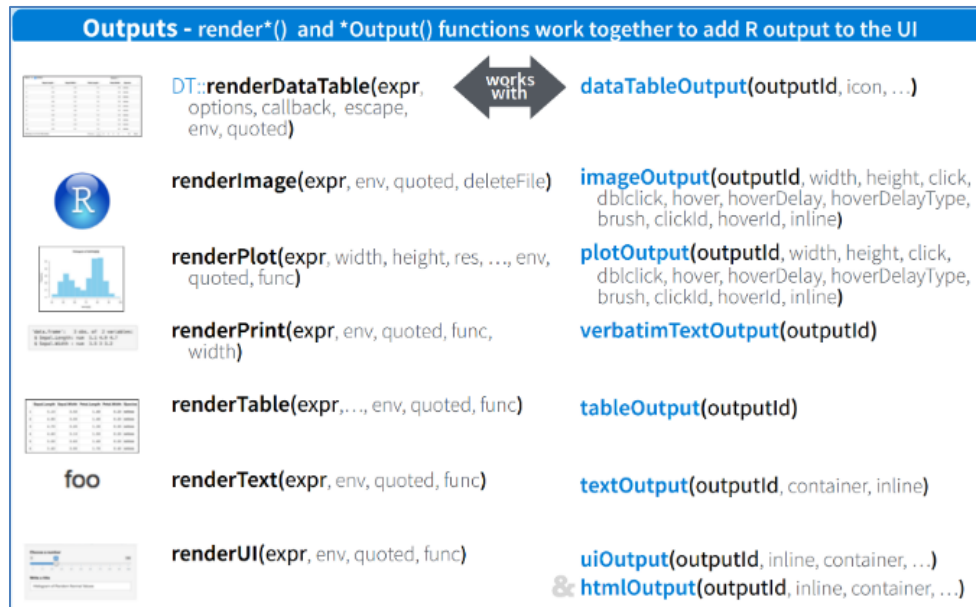 Outputs - render*() and *Output() functions work together to add R output to the UI
DT::renderDataTable(expr,
options, callback, escape,
env, quoted)
works
with
dataTableOutput(outputId, icon, …)
R
renderImage(expr, env, quoted, deleteFile)
imageOutput(outputId, width, height, click,
dblclick, hover, hoverDelay, hoverDelayType,
brush, clickId, hoverId, inline)
renderPlot(expr, width, height, res, …, env,
quoted, func)
plotOutput(outputId, width, height, click,
dblclick, hover, hoverDelay, hoverDelayType,
brush, clickId, hoverId, inline)
renderPrint(expr, env, quoted, func,
width)
verbatimTextOutput(outputId)
renderTable(expr,…, env, quoted, func)
tableOutput(outputId)
foo
renderText(expr, env, quoted, func)
textOutput(outputId, container, inline)
renderUI(expr, env, quoted, func)
uiOutput(outputId, inline, container, …)
& htmlOutput(outputId, inline, container, …)